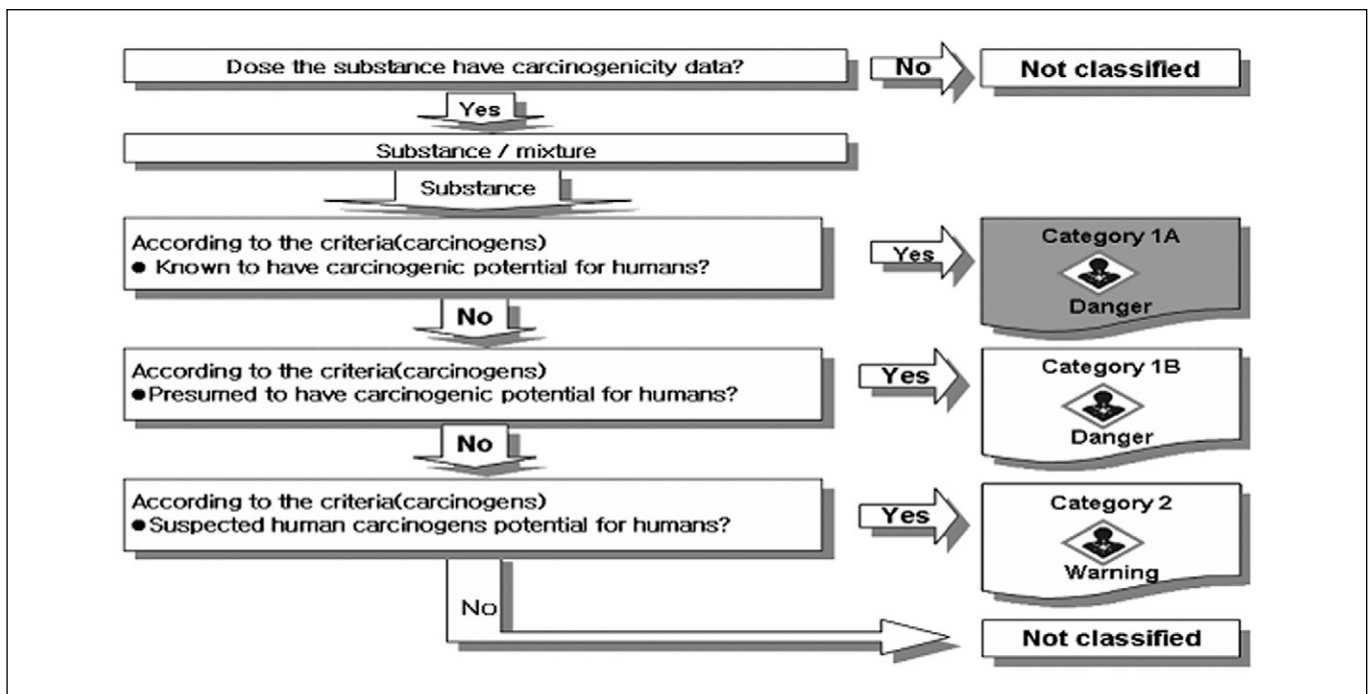 Dose the substance have carcinogenicity data?
No
Not classified
Yes
Substance / mixture
Substance
According to the criteria(carcinogens)
● Known to have carcinogenic potential for humans?
Yes
Category 1A
Danger
No
According to the criteria(carcinogens)
●Presumed to have carcinogenic potential for humans?
Yes
Category 1B
Danger
No
According to the criteria(carcinogens)
●Suspected human carcinogens potential for humans?
Yes
Category 2
Warning
No
Not classified